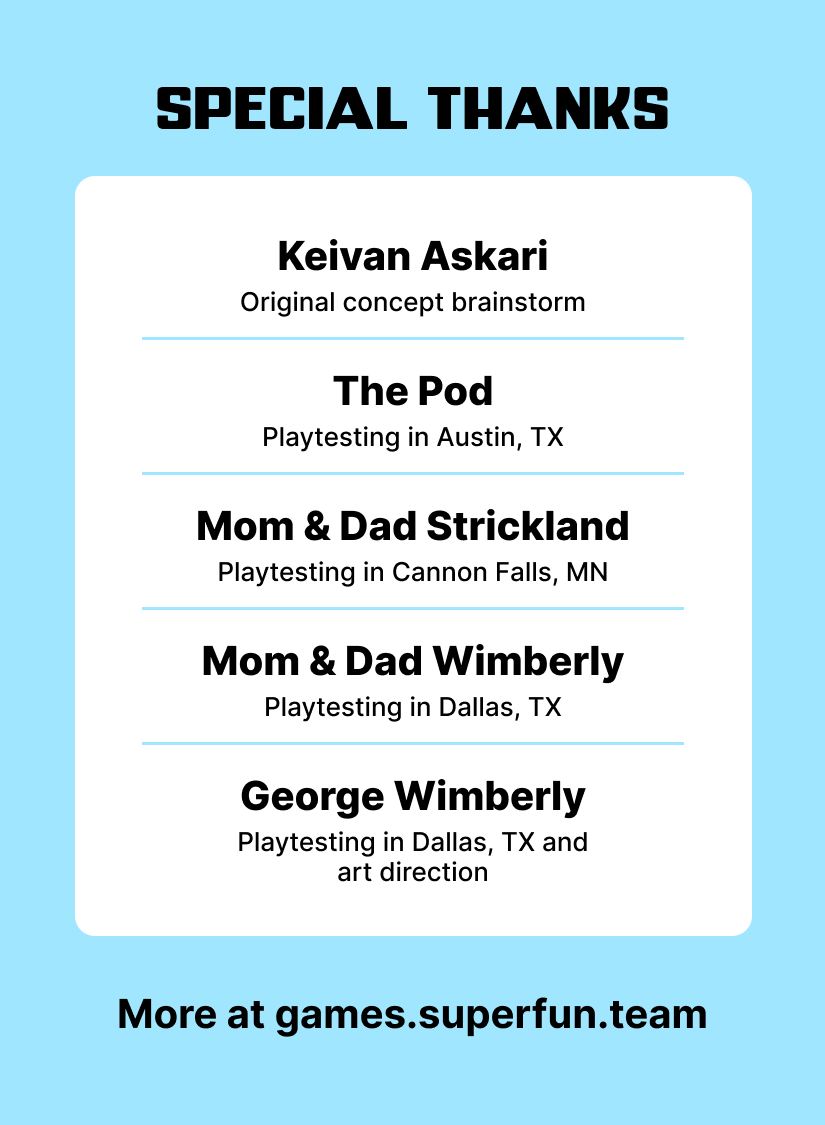 SPECIAL THANKS
Keivan Askari
Original concept brainstorm
The Pod
Playtesting in Austin, TX
Mom & Dad Strickland
Playtesting in Cannon Falls, MN
Mom & Dad Wimberly
Playtesting in Dallas, TX
George Wimberly
Playtesting in Dallas, TX and
art direction
More at games.superfun.team